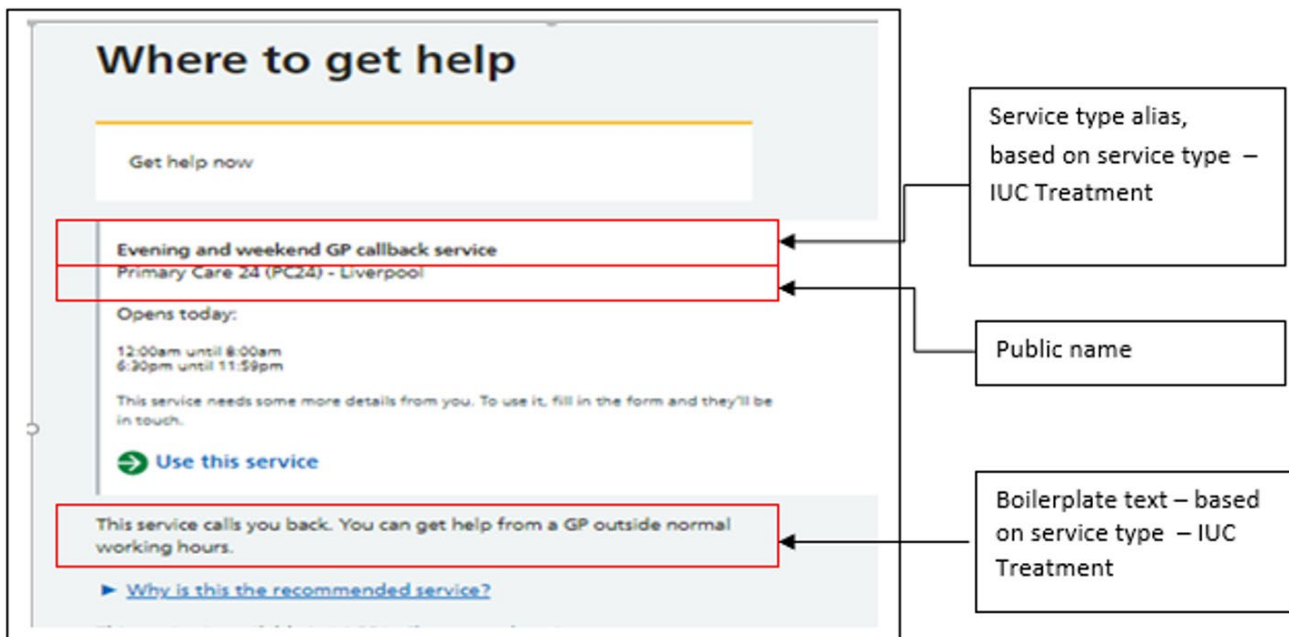 Where to get help
Get help now
Evening and weekend GP callback service
Primary Care 24 (PC24) - Liverpool
Opens today:
12:00am until 8:00am
6:30pm until 11:59pm
This service needs some more details from you. To use it, fill in the form and they'll be
in touch.
Use this service
This service calls you back. You can get help from a GP outside normal
working hours.
Why is this the recommended service?
Service type alias,
based on service type –
IUC Treatment
Public name
Boilerplate text – based
on service type – IUC
Treatment